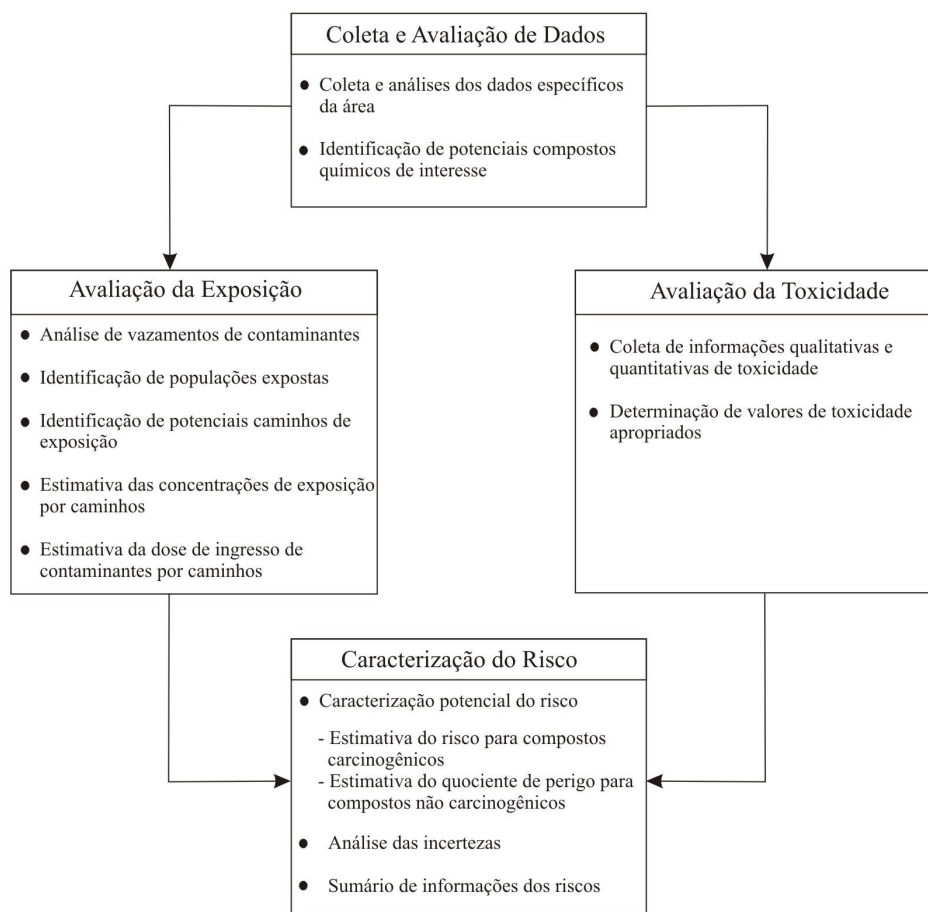 Coleta e Avaliação de Dados
● Coleta e análises dos dados específicos
da área
● Identificação de potenciais compostos
químicos de interesse
Avaliação da Exposição
● Análise de vazamentos de contaminantes
● Identificação de populações expostas
● Identificação de potenciais caminhos de
exposição
● Estimativa das concentrações de exposição
por caminhos
● Estimativa da dose de ingresso de
contaminantes por caminhos
Avaliação da Toxicidade
● Coleta de informações qualitativas e
quantitativas de toxicidade
● Determinação de valores de toxicidade
apropriados
Caracterização do Risco
● Caracterização potencial do risco
- Estimativa do risco para compostos
carcinogênicos
- Estimativa do quociente de perigo para
compostos não carcinogênicos
● Análise das incertezas
● Sumário de informações dos riscos